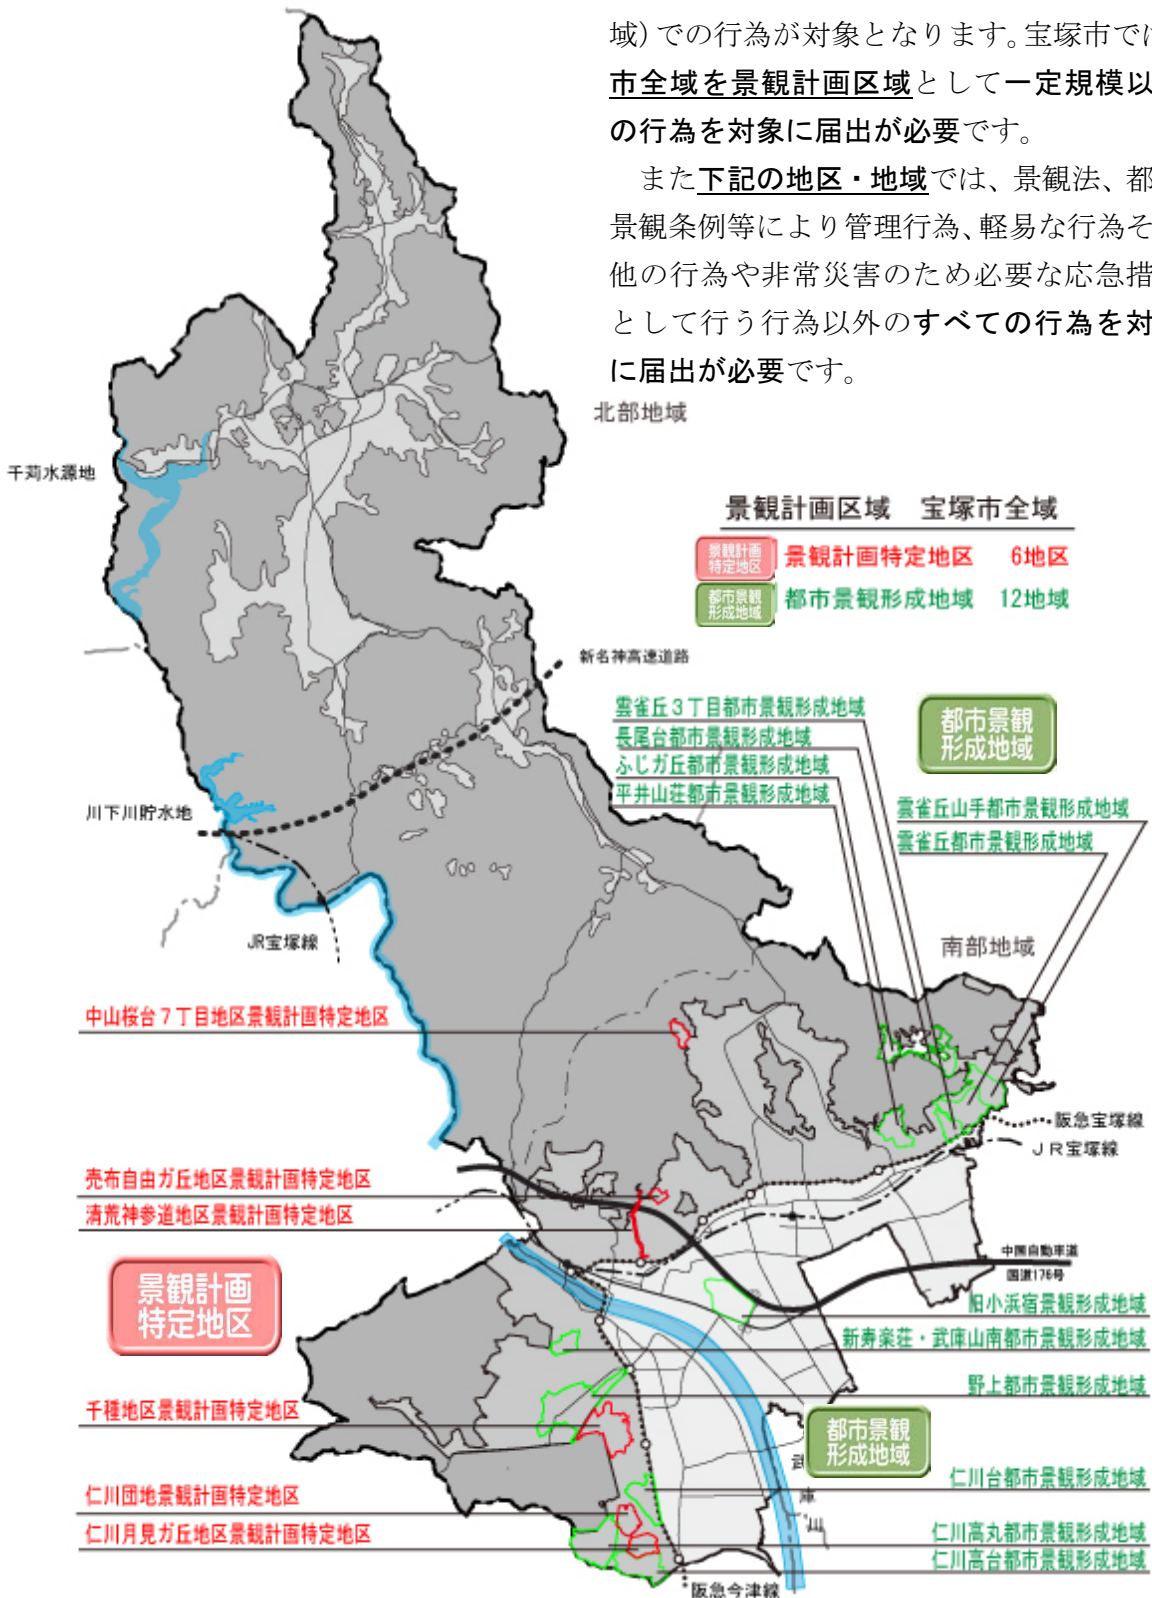 域）での行為が対象となります。宝塚市では
市全域を景観計画区域として一定規模以
の行為を対象に届出が必要です。
また下記の地区・地域では、景観法、都
景観条例等により管理行為、軽易な行為そ
他の行為や非常災害のため必要な応急措
として行う行為以外のすべての行為を対
に届出が必要です。
北部地域
千苅水源地
景観計画区域 宝塚市全域
景観計画
特定地区
景観計画特定地区 6地区
都市景観
形成地域
都市景観形成地域 12地域
新名神高速道路
雲雀丘３丁目都市景観形成地域
長尾台都市景観形成地域
ふじガ丘都市景観形成地域
平井山荘都市景観形成地域
都市景観
形成地域
雲雀丘山手都市景観形成地域
雲雀丘都市景観形成地域
川下川貯水地
JR宝塚線
南部地域
中山桜台７丁目地区景観計画特定地区
阪急宝塚線
ＪＲ宝塚線
売布自由ガ丘地区景観計画特定地区
清荒神参道地区景観計画特定地区
中国自動車道
国道176号
景観計画
特定地区
旧小浜宿景観形成地域
新寿楽荘・武庫山南都市景観形成地域
野上都市景観形成地域
千種地区景観計画特定地区
都市景観
形成地域
武
庫
川
仁川台都市景観形成地域
仁川団地景観計画特定地区
仁川月見ガ丘地区景観計画特定地区
仁川高丸都市景観形成地域
仁川高台都市景観形成地域
阪急今津線